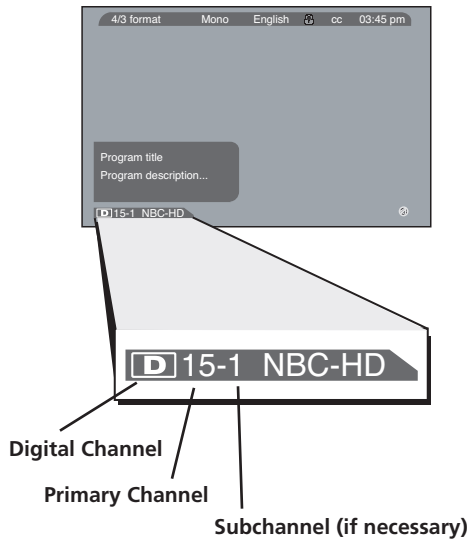 4/3 format Mono English cc 03:45 pm
Program title
Program description...
D 15-1 NBC-HD
D 15-1 NBC-HD
Digital Channel
Primary Channel
Subchannel (if necessary)